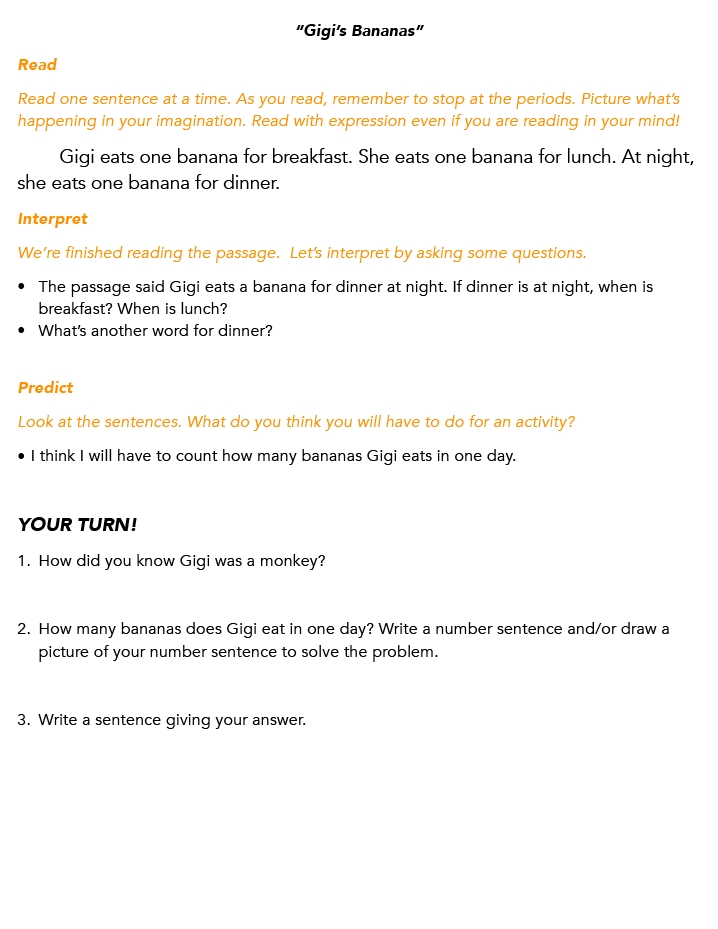 “Gigi’s Bananas”
Read
Read one sentence at a time. As you read, remember to stop at the periods. Picture what’s
happening in your imagination. Read with expression even if you are reading in your mind!
Gigi eats one banana for breakfast. She eats one banana for lunch. At night,
she eats one banana for dinner.
Interpret
We’re finished reading the passage.  Let’s interpret by asking some questions.
• The passage said Gigi eats a banana for dinner at night. If dinner is at night, when is
breakfast? When is lunch?
• What’s another word for dinner?
Predict
Look at the sentences. What do you think you will have to do for an activity?
• I think I will have to count how many bananas Gigi eats in one day.
YOUR TURN!
1. How did you know Gigi was a monkey?
2. How many bananas does Gigi eat in one day? Write a number sentence and/or draw a
picture of your number sentence to solve the problem.
3. Write a sentence giving your answer.